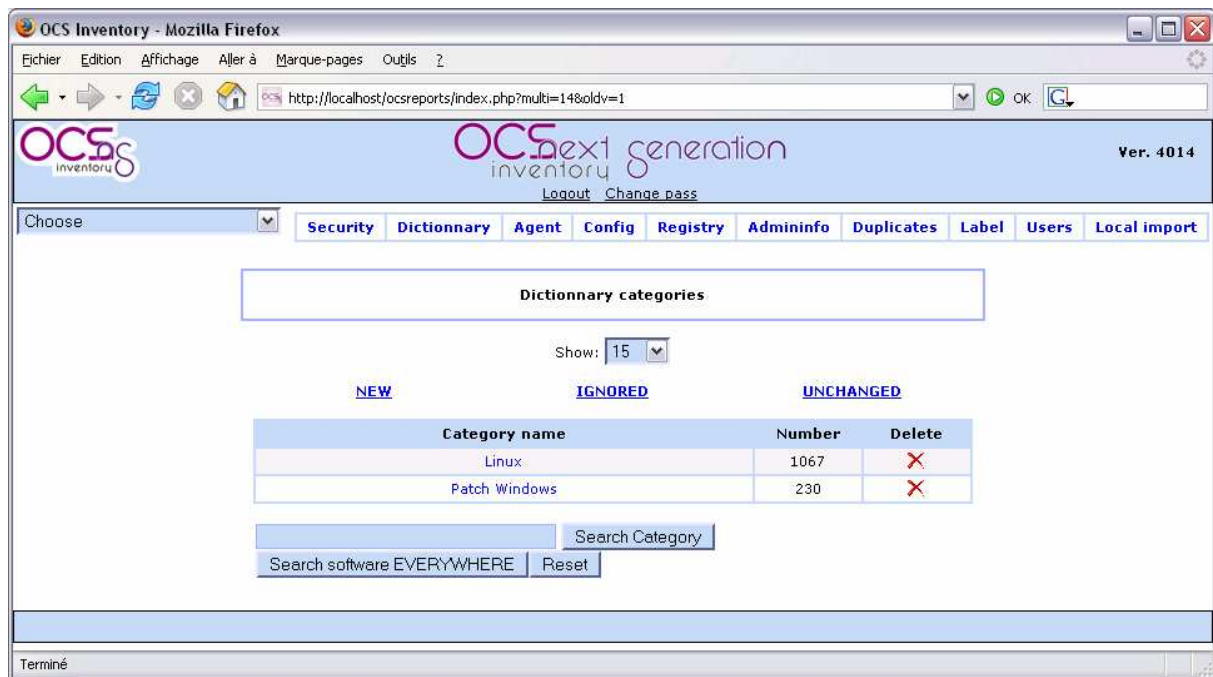 OCS Inventory - Mozilla Firefox
Fichier Edition Affichage Aller à Marque-pages Outils ?
http://localhost/ocsreports/index.php?multi=14&oldv=1 OK G
OCS ng inventory
OCS next generation inventory
Ver. 4014
Logout Change pass
Choose
Security Dictionnary Agent Config Registry Admininfo Duplicates Label Users Local import
Dictionnary categories
Show: 15
NEW IGNORED UNCHANGED
Category name Number Delete
Linux 1067
Patch Windows 230
Search Category
Search software EVERYWHERE Reset
Terminé